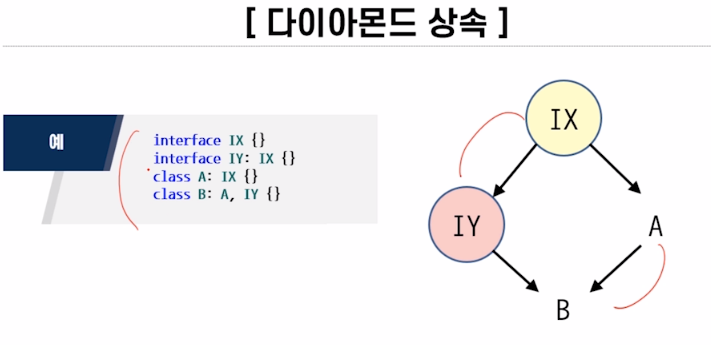 [ 다이아몬드 상속 ]
예
interface IX {}
interface IY: IX {}
class A: IX {}
class B: A, IY {}
IX
IY
A
B